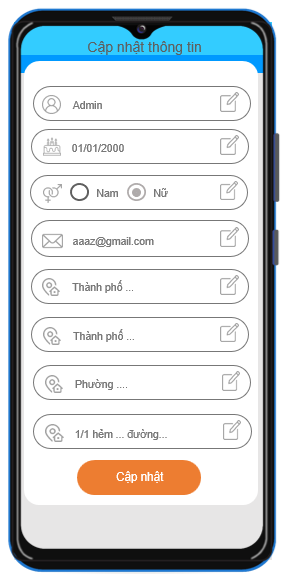 Cập nhật thông tin
Admin
01/01/2000
Nam Nữ
aaaz@gmail.com
Thành phố ...
Thành phố ...
Phường ....
1/1 hẻm ... đường...
Cập nhật